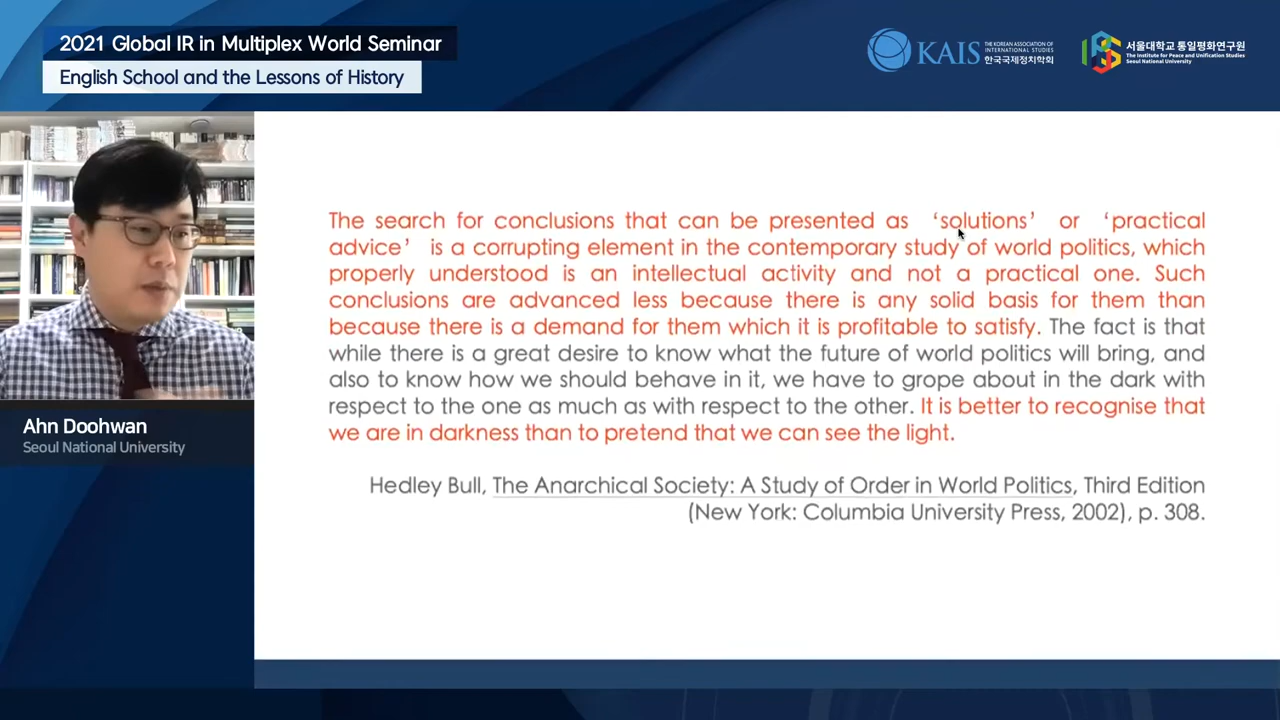 2021 Global IR in Multiplex World Seminar
English School and the Lessons of History
KAIS
THE KOREAN ASSOCIATION OF
INTERNATIONAL STUDIES
한국국제정치학회
서울대학교 통일평화연구원
The Institute for Peace and Unification Studies
Seoul National University
The search for conclusions that can be presented as ‘solutions’ or ‘practical
advice’ is a corrupting element in the contemporary study of world politics, which
properly understood is an intellectual activity and not a practical one. Such
conclusions are advanced less because there is any solid basis for them than
because there is a demand for them which it is profitable to satisfy. The fact is that
while there is a great desire to know what the future of world politics will bring, and
also to know how we should behave in it, we have to grope about in the dark with
respect to the one as much as with respect to the other. It is better to recognise that
we are in darkness than to pretend that we can see the light.
Hedley Bull, The Anarchical Society: A Study of Order in World Politics, Third Edition
(New York: Columbia University Press, 2002), p. 308.
Ahn Doohwan
Seoul National University